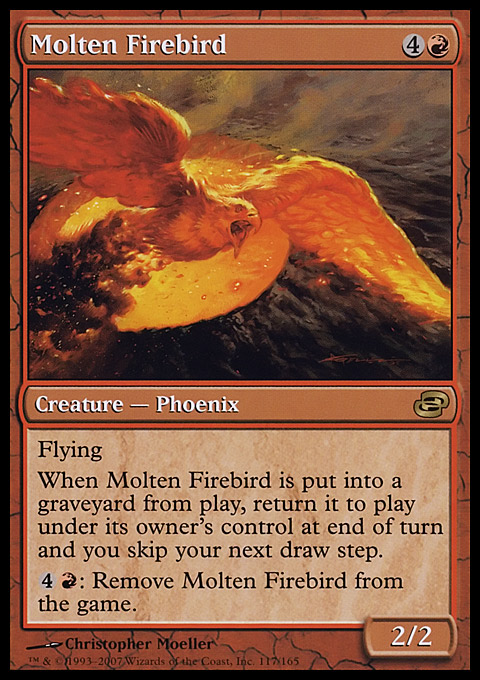 Molten Firebird 4
Creature — Phoenix
Flying
When Molten Firebird is put into a
graveyard from play, return it to play
under its owner's control at end of turn
and you skip your next draw step.
4 : Remove Molten Firebird from
the game.
2/2
Christopher Moeller
™ & ©1993–2007 Wizards of the Coast, Inc. 117/165